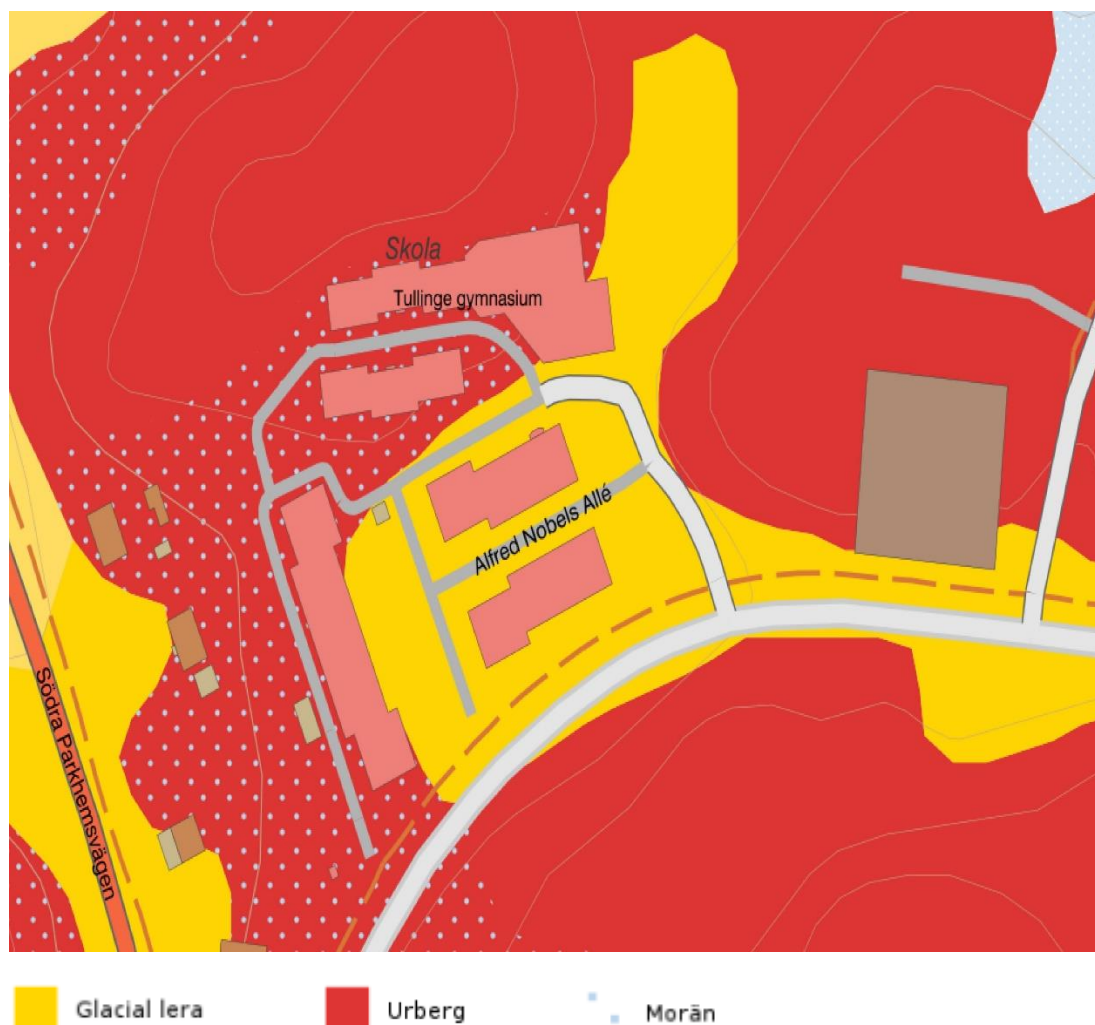 Skola
Tullinge gymnasium
Alfred Nobels Allé
Södra Parkhemsvägen
Glacial lera
Urberg
Morän